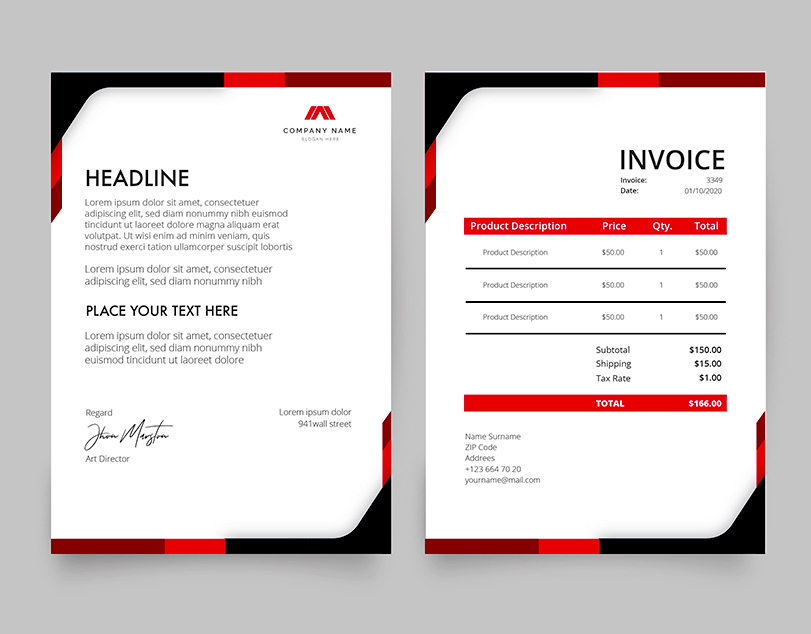 COMPANY NAME
SLOGAN HERE
HEADLINE
Lorem ipsum dolor sit amet, consectetuer
adipiscing elit, sed diam nonummy nibh euismod
tincidunt ut laoreet dolore magna aliquam erat
volutpat. Ut wisi enim ad minim veniam, quis
nostrud exerci tation ullamcorper suscipit lobortis
Lorem ipsum dolor sit amet, consectetuer
adipiscing elit, sed diam nonummy nibh
PLACE YOUR TEXT HERE
Lorem ipsum dolor sit amet, consectetuer
adipiscing elit, sed diam nonummy nibh
euismod tincidunt ut laoreet dolore
Regard
Jhon Marston
Art Director
Lorem ipsum dolor
941wall street
INVOICE
Invoice: 3349
Date: 01/10/2020
Product Description Price Qty. Total
Product Description $50.00 1 $50.00
Product Description $50.00 1 $50.00
Product Description $50.00 1 $50.00
Subtotal $150.00
Shipping $15.00
Tax Rate $1.00
TOTAL $166.00
Name Surname
ZIP Code
Addrees
+123 664 70 20
yourname@mail.com